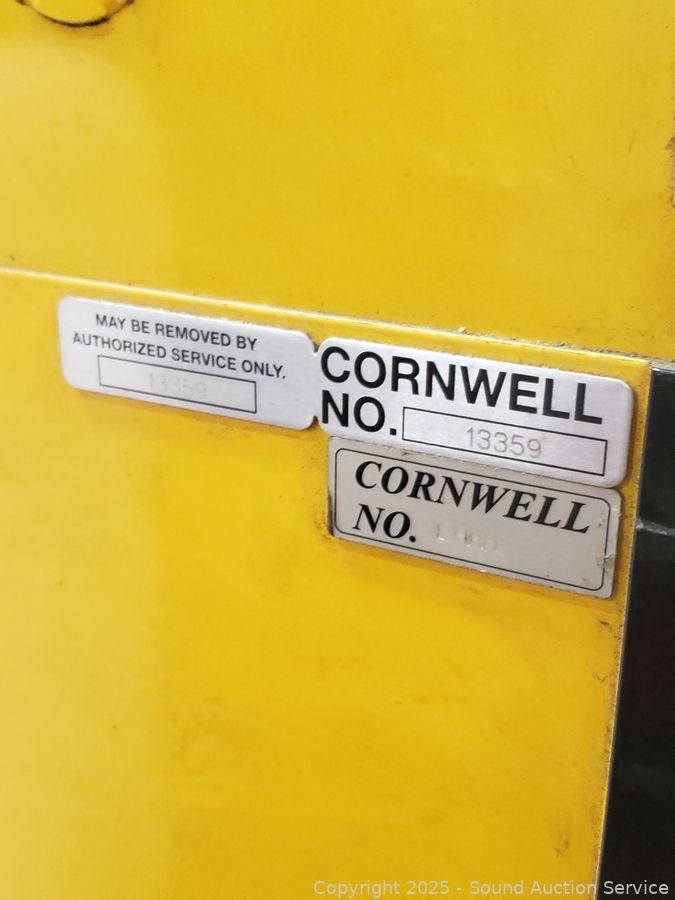 MAY BE REMOVED BY
AUTHORIZED SERVICE ONLY.
13359
CORNWELL
NO. 13359
CORNWELL
NO.
Copyright 2025 - Sound Auction Service